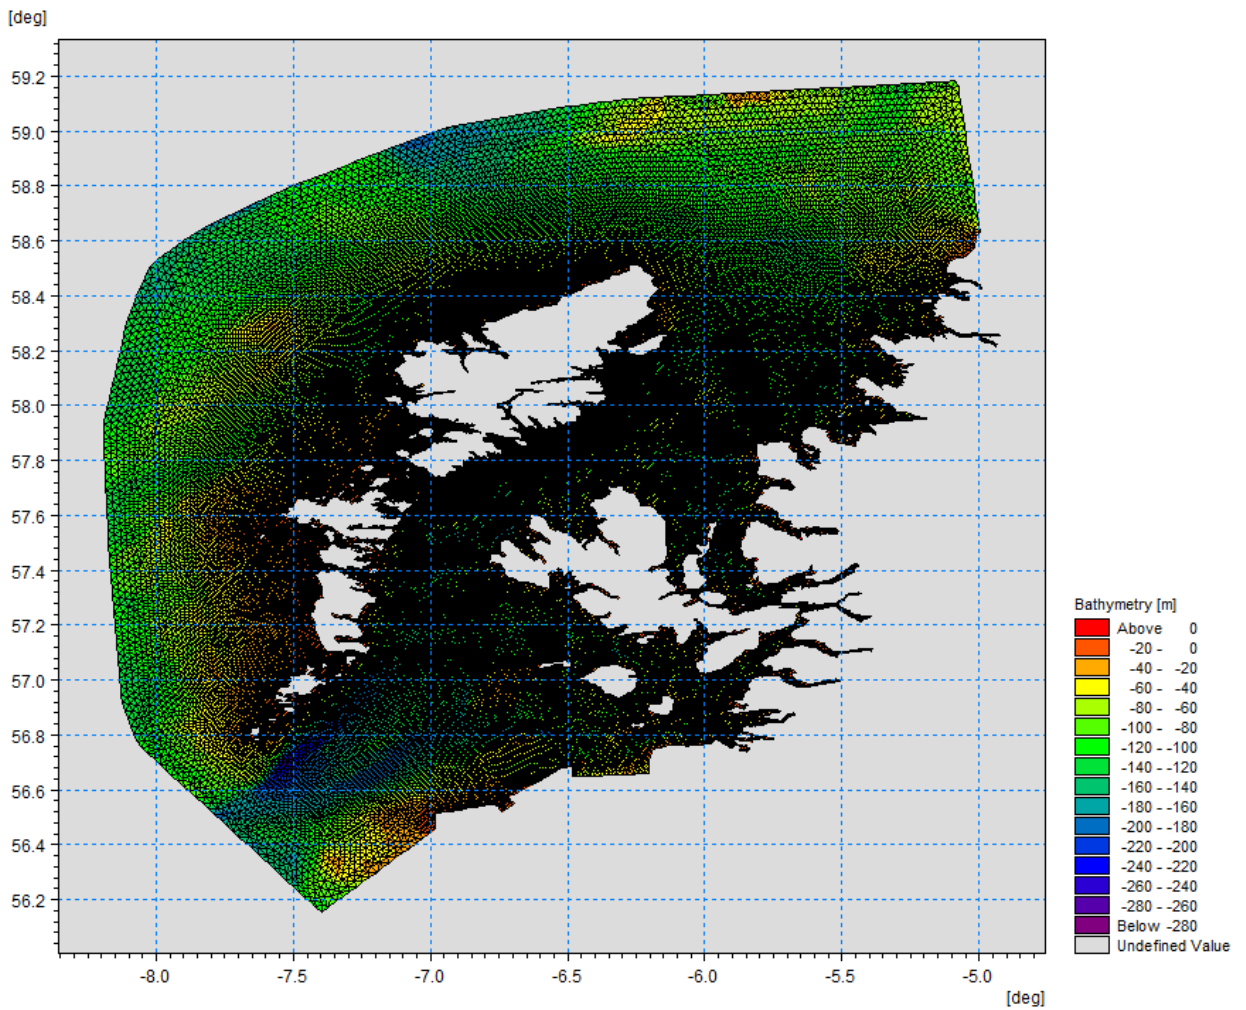 [deg]
59.2
59.0
58.8
58.6
58.4
58.2
58.0
57.8
57.6
57.4
57.2
57.0
56.8
56.6
56.4
56.2
-8.0 -7.5 -7.0 -6.5 -6.0 -5.5 -5.0
[deg]
Bathymetry [m]
Above 0
-20 - 0
-40 - -20
-60 - -40
-80 - -60
-100 - -80
-120 - -100
-140 - -120
-160 - -140
-180 - -160
-200 - -180
-220 - -200
-240 - -220
-260 - -240
-280 - -260
Below -280
Undefined Value